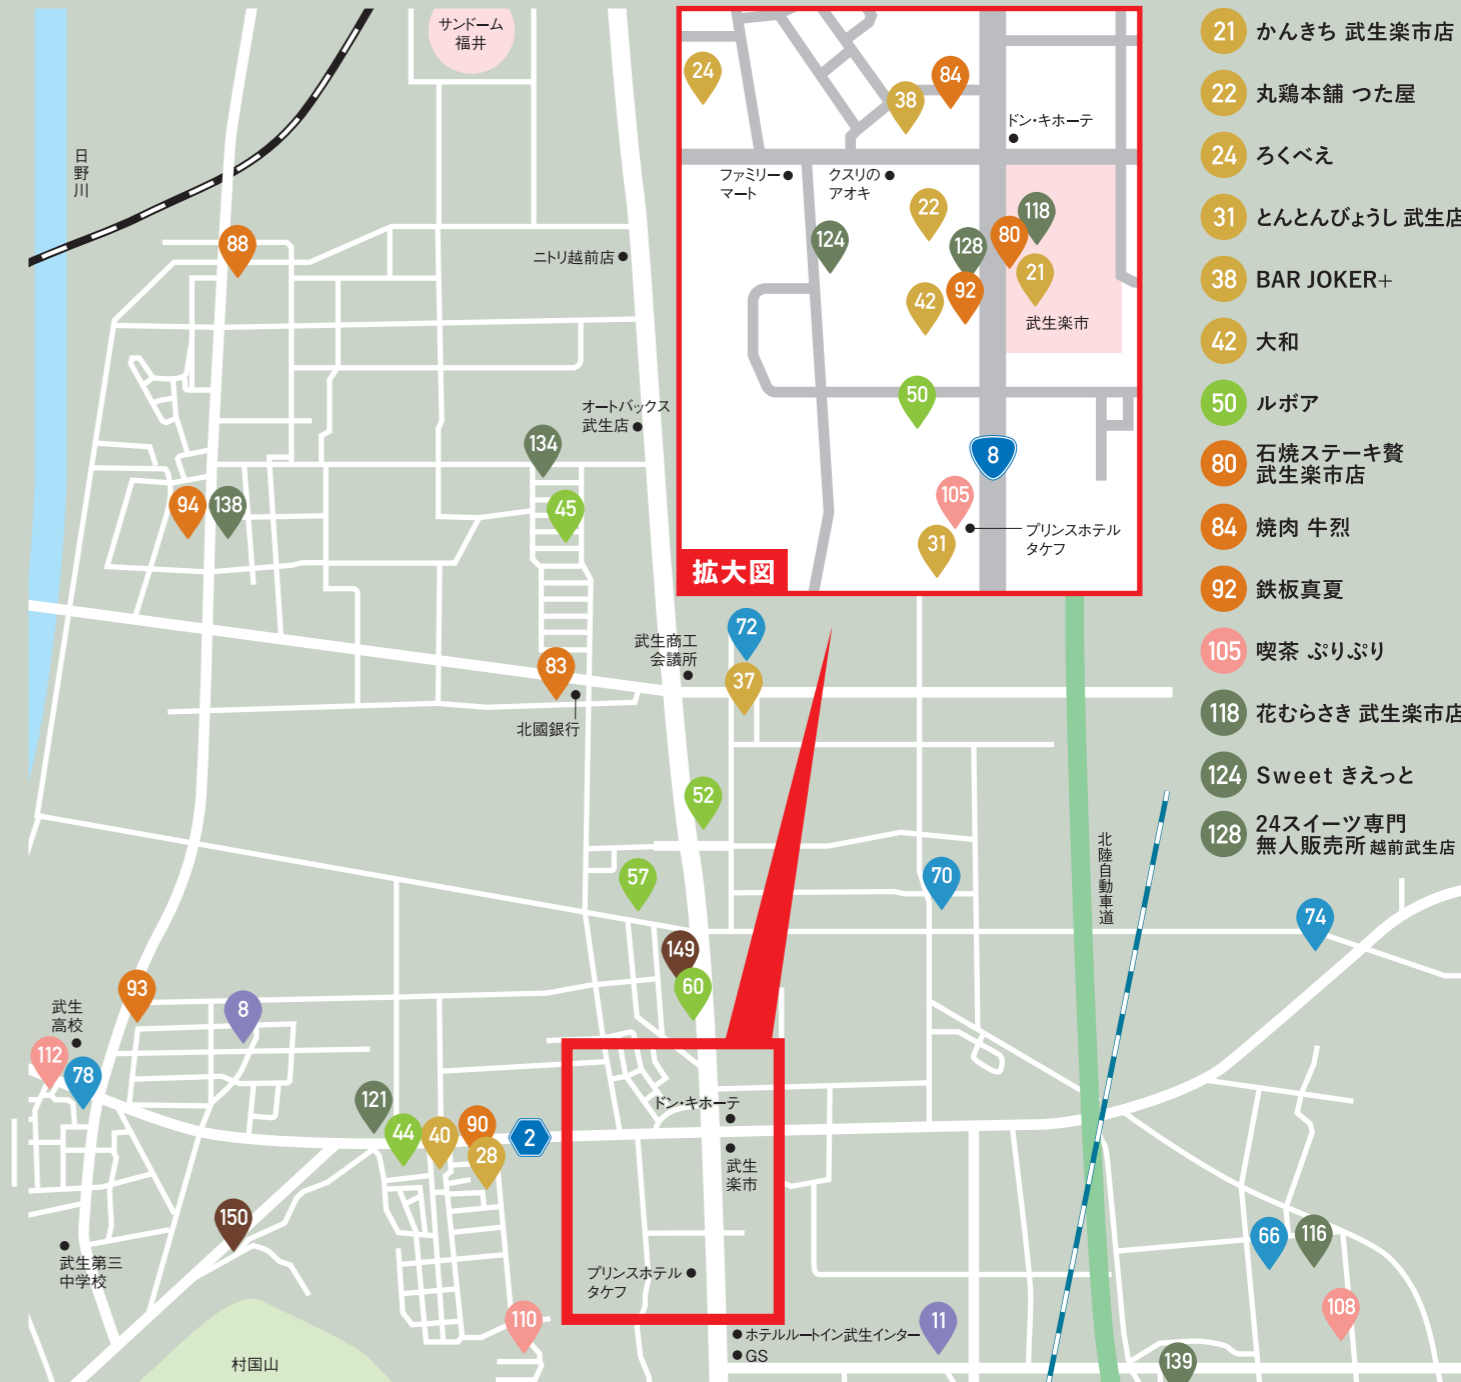 サンドーム
福井
日野川
88
ニトリ越前店
オートバックス
武生店
134
45
94
138
83
武生商工
会議所
北國銀行
72
37
52
57
70
149
60
74
北陸自動車道
93
8
武生
高校
112
78
121
44
40
90
28
2
150
武生第三
中学校
村国山
110
ドン・キホーテ
武生
楽市
プリンスホテル
タケフ
ホテルルートイン武生インター
GS
11
66
116
108
139
24
84
38
ドン・キホーテ
ファミリー
マート
クスリの
アオキ
22
118
124
128
80
21
42
92
武生楽市
50
8
105
31
プリンスホテル
タケフ
拡大図
21 かんきち 武生楽市店
22 丸鶏本舗 つた屋
24 ろくべえ
31 とんとんびょうし 武生店
38 BAR JOKER+
42 大和
50 ルボア
80 石焼ステーキ贅
武生楽市店
84 焼肉 牛烈
92 鉄板真夏
105 喫茶 ぷりぷり
118 花むらさき 武生楽市店
124 Sweet きえっと
128 24スイーツ専門
無人販売所 越前武生店